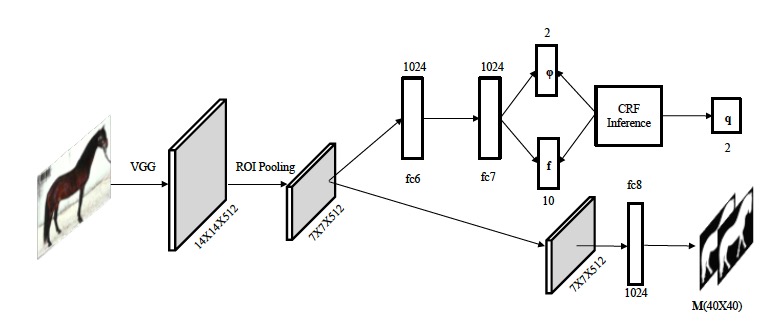 2
1024
1024
φ
CRF
Inference
q
2
VGG
ROI Pooling
f
fc6
fc7
10
fc8
14X14X512
7X7X512
7X7X512
1024
M(40X40)